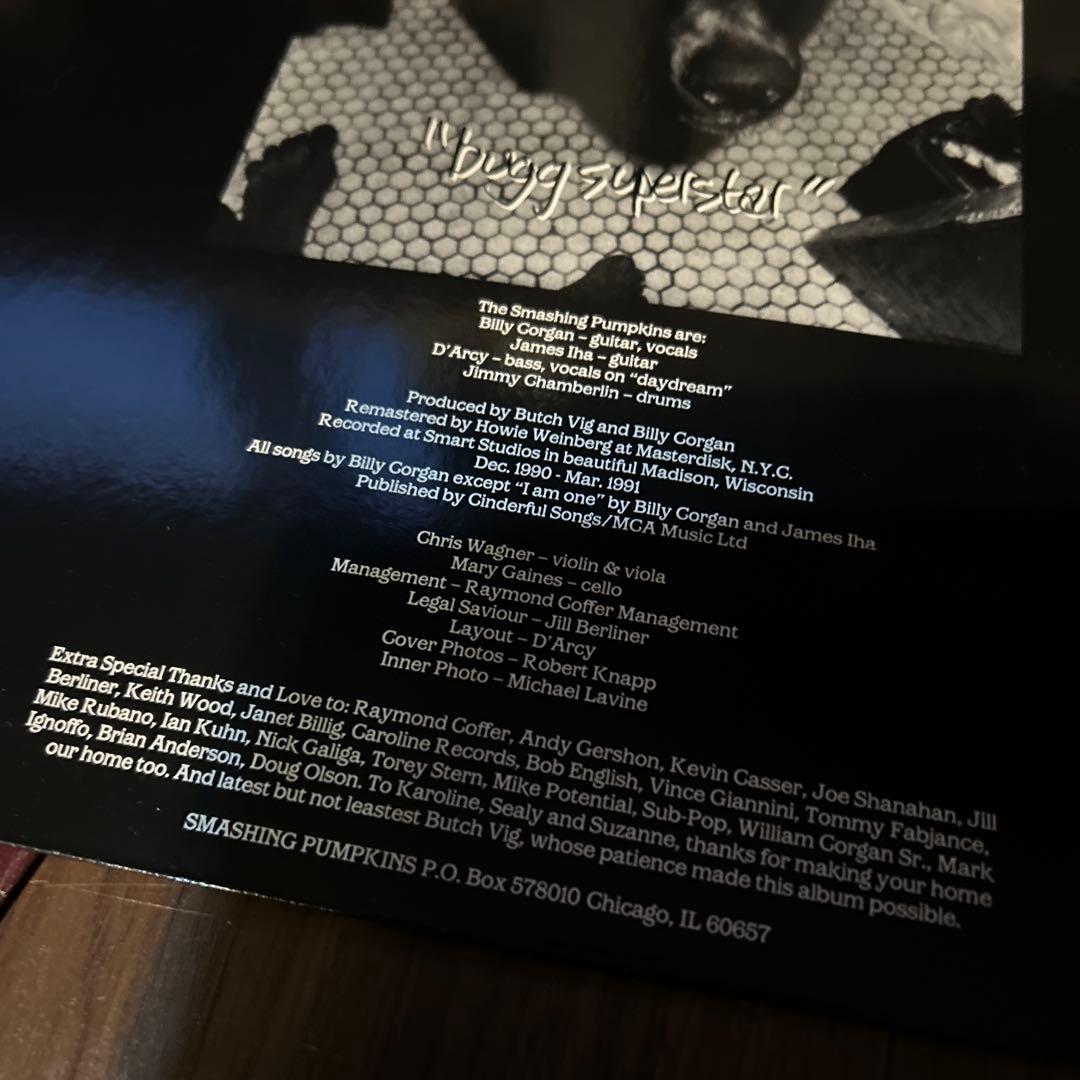 "bugg superstar"
The Smashing Pumpkins are:
Billy Corgan – guitar, vocals
James Iha – guitar
D'Arcy – bass, vocals on "daydream"
Jimmy Chamberlin – drums
Produced by Butch Vig and Billy Corgan
Remastered by Howie Weinberg at Masterdisk, N.Y.C.
Recorded at Smart Studios in beautiful Madison, Wisconsin
Dec. 1990 - Mar. 1991
All songs by Billy Corgan except "I am one" by Billy Corgan and James Iha
Published by Cinderful Songs/MCA Music Ltd
Chris Wagner – violin & viola
Mary Gaines – cello
Management – Raymond Coffer Management
Legal Saviour – Jill Berliner
Layout – D'Arcy
Cover Photos – Robert Knapp
Inner Photo – Michael Lavine
Extra Special Thanks and Love to: Raymond Coffer, Andy Gershon, Kevin Gasser, Joe Shanahan, Jill
Berliner, Keith Wood, Janet Billig, Caroline Records, Bob English, Vince Giannini, Tommy Fabjance,
Mike Rubano, Ian Kuhn, Nick Galiga, Torey Stern, Mike Potential, Sub-Pop, William Corgan Sr., Mark
Ignoffo, Brian Anderson, Doug Olson. To Karoline, Sealy and Suzanne, thanks for making your home
our home too. And latest but not leastest Butch Vig, whose patience made this album possible.
SMASHING PUMPKINS P.O. Box 578010 Chicago, IL 60657